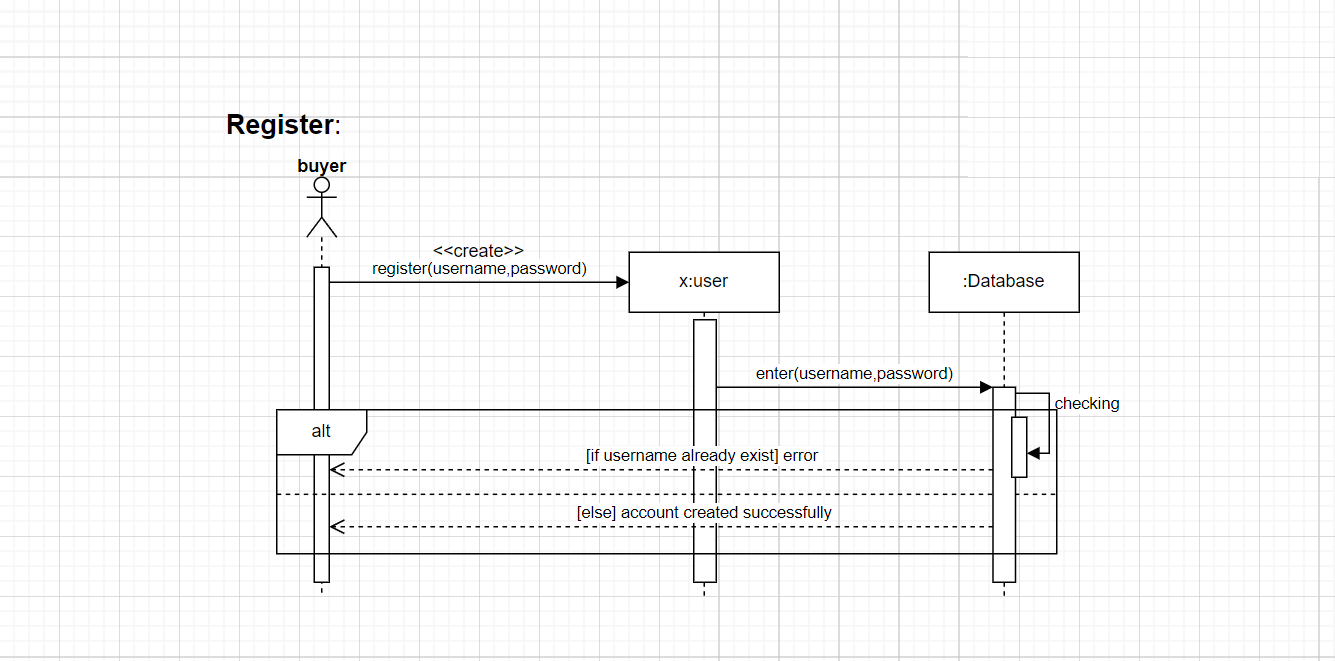 Register:
buyer
<<create>>
register(username,password)
x:user
:Database
enter(username,password)
checking
alt
[if username already exist] error
[else] account created successfully